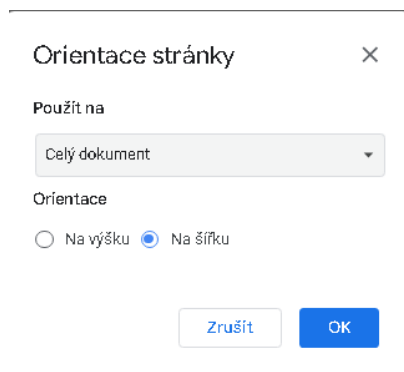 Orientace stránky
Použít na
Celý dokument
Orientace
Na výšku Na šířku
Zrušit OK